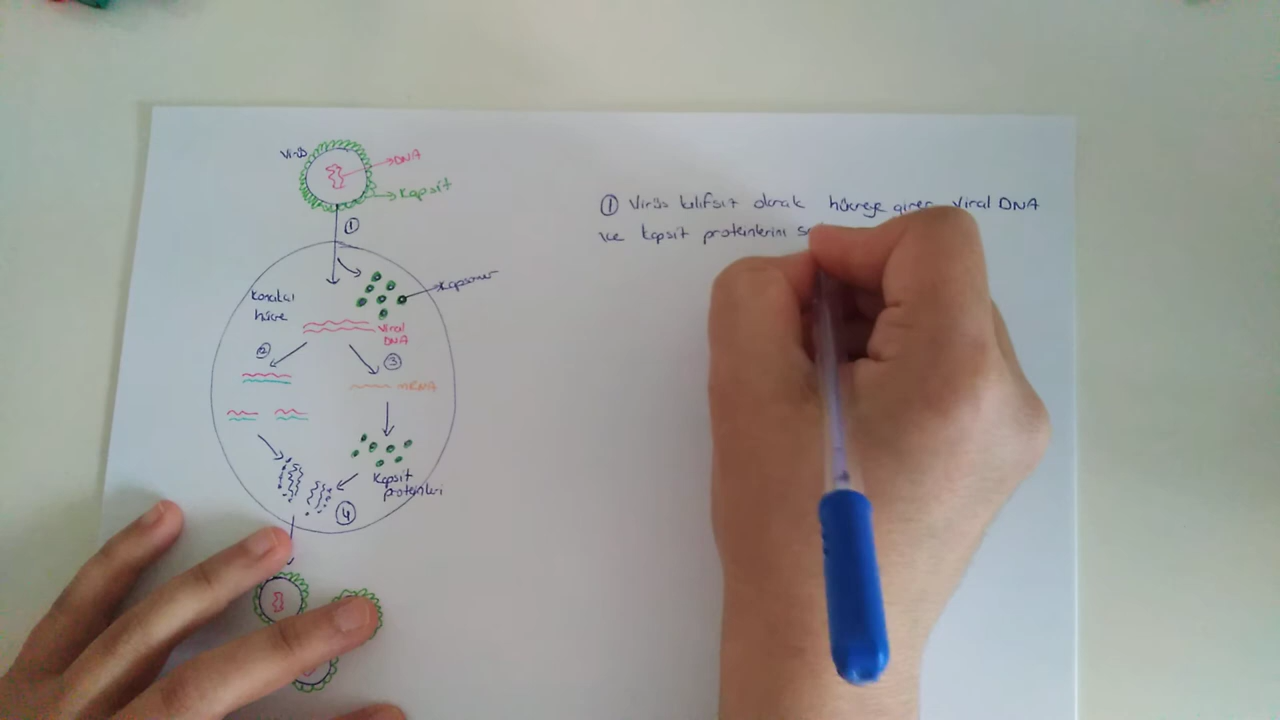 Virüs
DNA
Kapsit
①
Kapsomer
Konakçı
hücre
Viral
DNA
②
③
mRNA
Kapsit
proteinleri
④
① Virüs kılıfsız olarak hücreye girer Viral DNA
ve kapsit proteinlerini